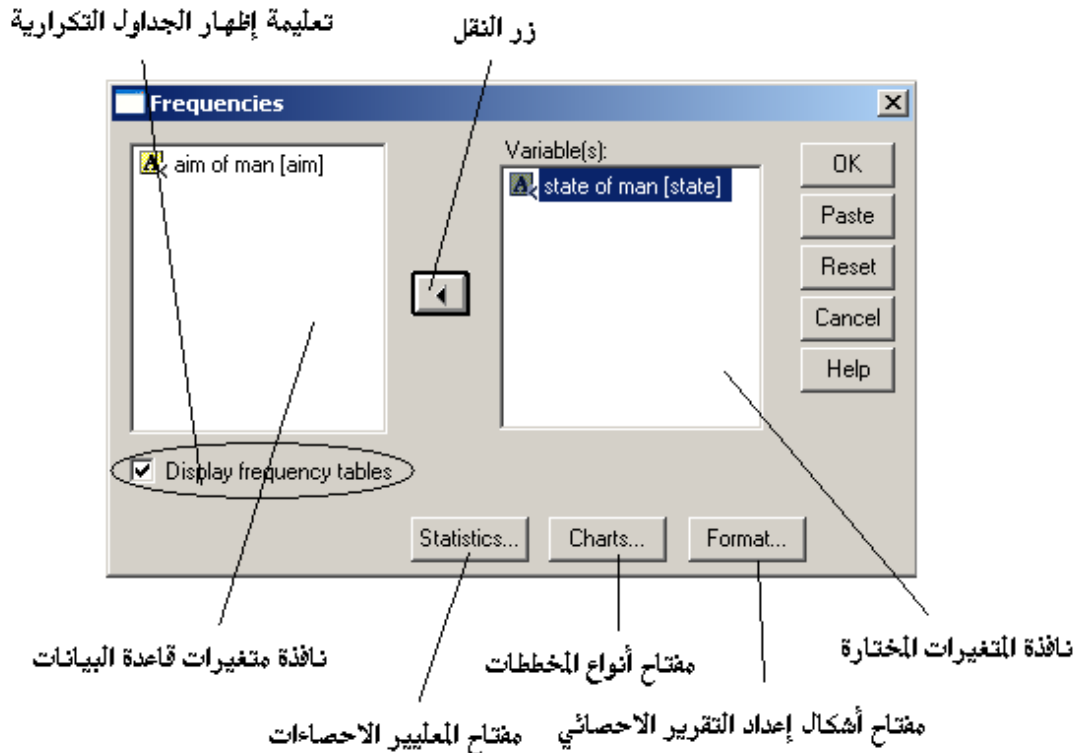 تعليمة إظهار الجداول التكرارية
زر النقل
Frequencies
aim of man [aim]
Variable(s):
state of man [state]
OK
Paste
Reset
Cancel
Help
Display frequency tables
Statistics...
Charts...
Format...
نافذة المتغيرات المختارة
نافذة متغيرات قاعدة البيانات
مفتاح أنواع المخططات
مفتاح أشكال إعداد التقرير الاحصائي
مفتاح المعليير الاحصاءات